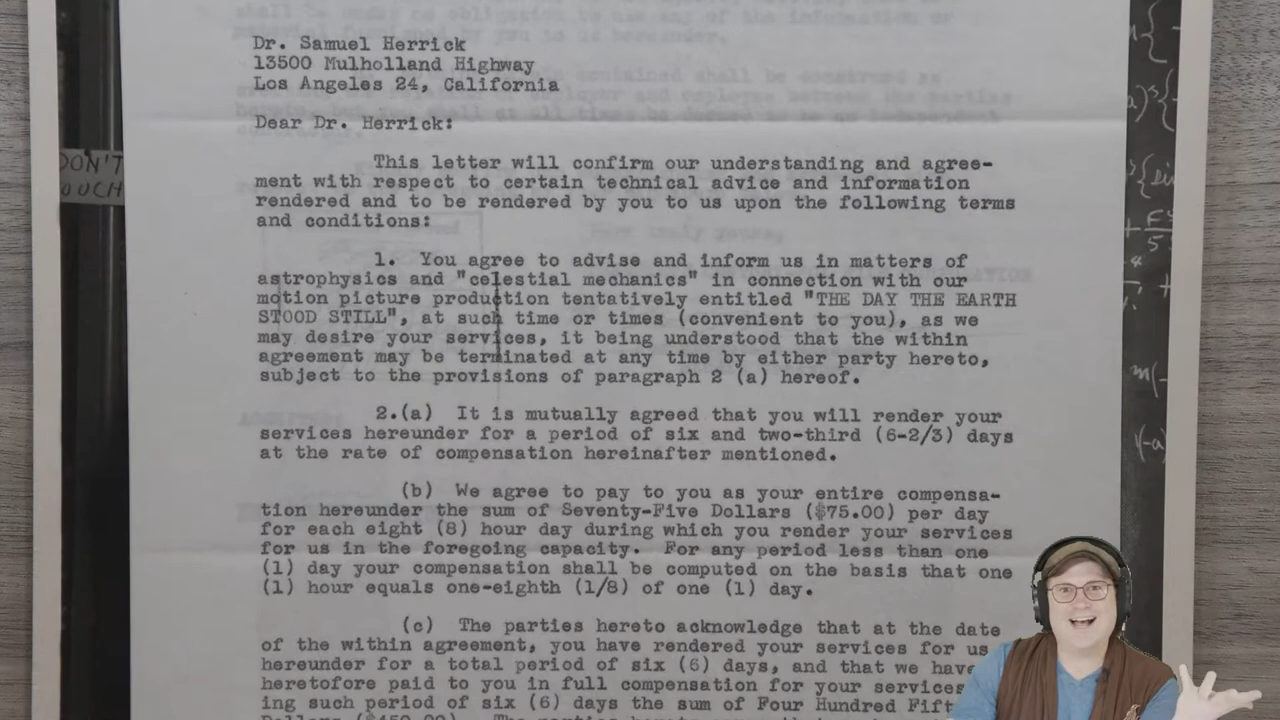 Dr. Samuel Herrick
13500 Mulholland Highway
Los Angeles 24, California
Dear Dr. Herrick:
This letter will confirm our understanding and agree-
ment with respect to certain technical advice and information
rendered and to be rendered by you to us upon the following terms
and conditions:
1. You agree to advise and inform us in matters of
astrophysics and "celestial mechanics" in connection with our
motion picture production tentatively entitled "THE DAY THE EARTH
STOOD STILL", at such time or times (convenient to you), as we
may desire your services, it being understood that the within
agreement may be terminated at any time by either party hereto,
subject to the provisions of paragraph 2 (a) hereof.
2.(a) It is mutually agreed that you will render your
services hereunder for a period of six and two-third (6-2/3) days
at the rate of compensation hereinafter mentioned.
(b) We agree to pay to you as your entire compensa-
tion hereunder the sum of Seventy-Five Dollars ($75.00) per day
for each eight (8) hour day during which you render your services
for us in the foregoing capacity. For any period less than one
(1) day your compensation shall be computed on the basis that one
(1) hour equals one-eighth (1/8) of one (1) day.
(c) The parties hereto acknowledge that at the date
of the within agreement, you have rendered your services for us
hereunder for a total period of six (6) days, and that we have
heretofore paid to you in full compensation for your services
ing such period of six (6) days the sum of Four Hundred Fift
Dollars ($450.00). The parties
DON'T
OUCH